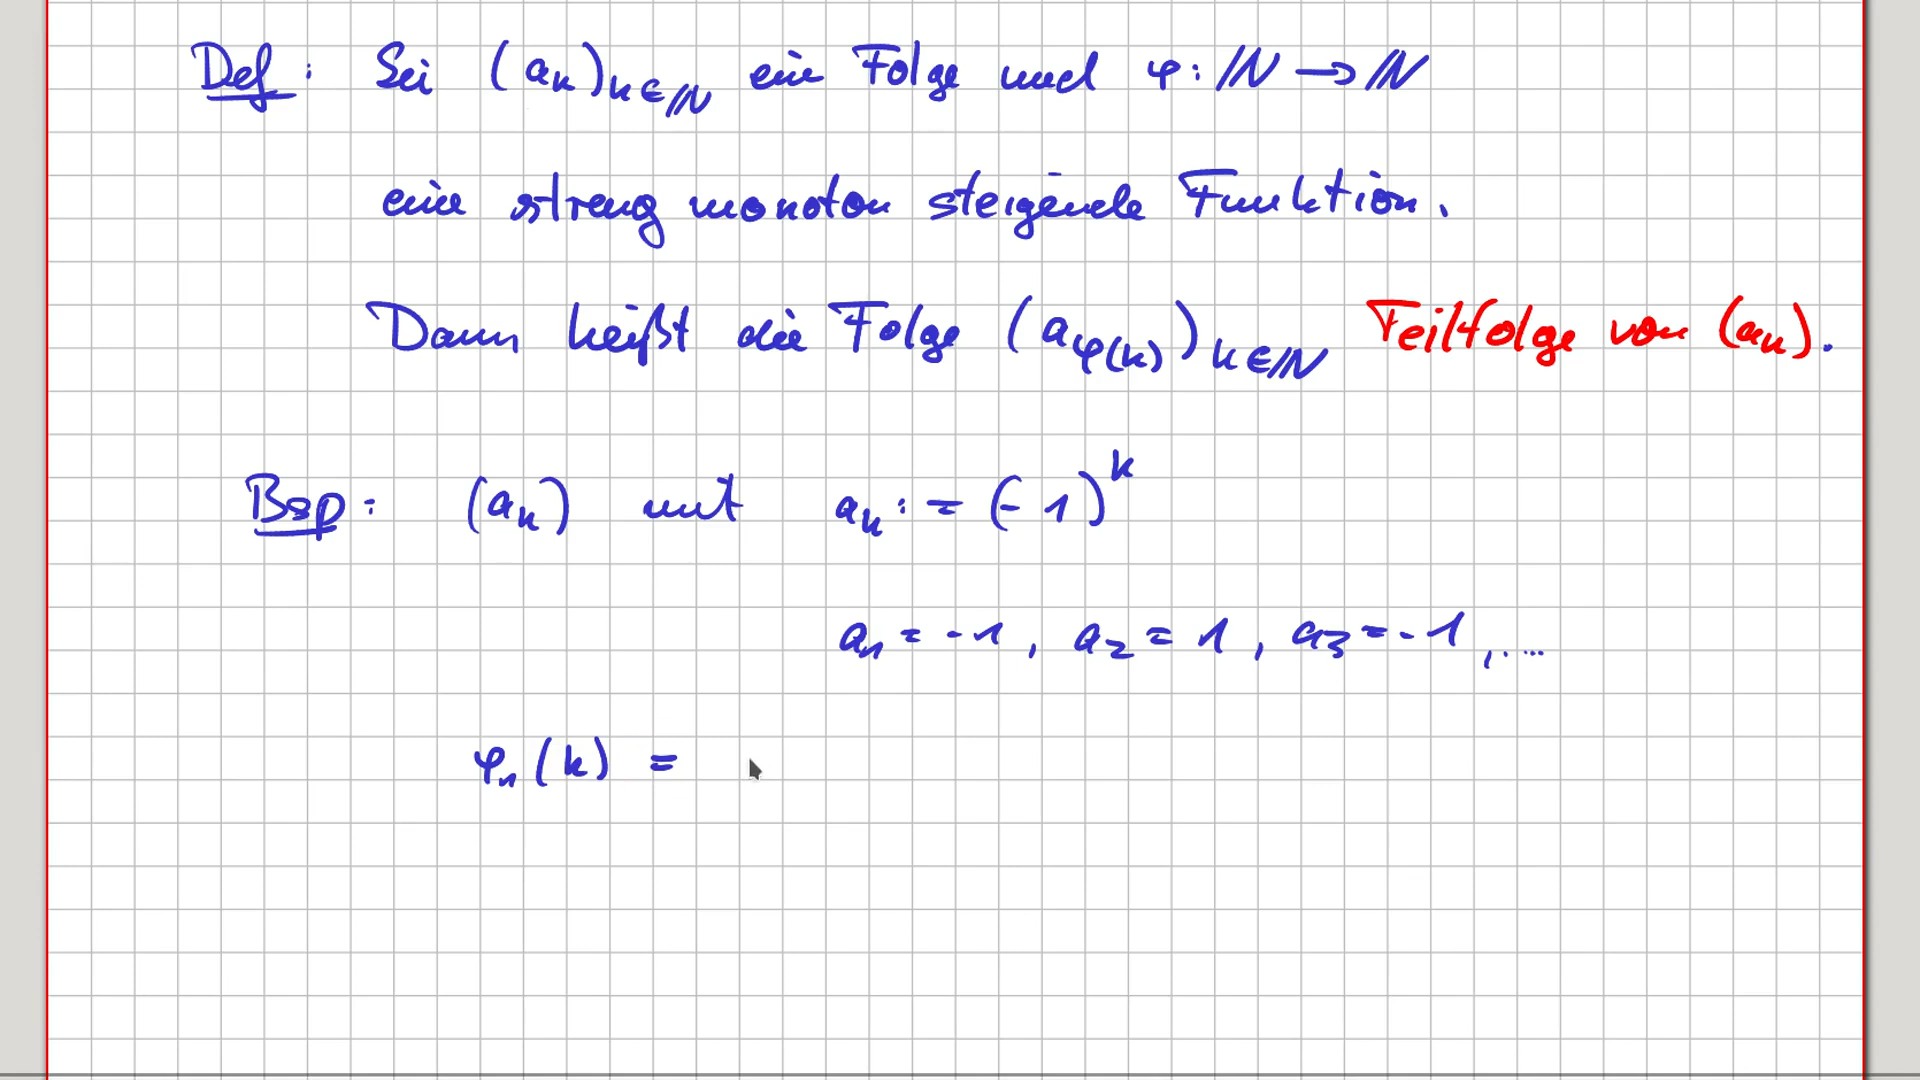 Def: Sei (aₖ)ₖ∈ℕ eine Folge und φ: ℕ → ℕ
eine streng monoton steigende Funktion.
Dann heißt die Folge (a_φ(k))ₖ∈ℕ Teilfolge von (aₖ).
Bsp: (aₖ) mit aₖ := (-1)ᵏ
a₁ = -1, a₂ = 1, a₃ = -1, ...
φ₁(k) =